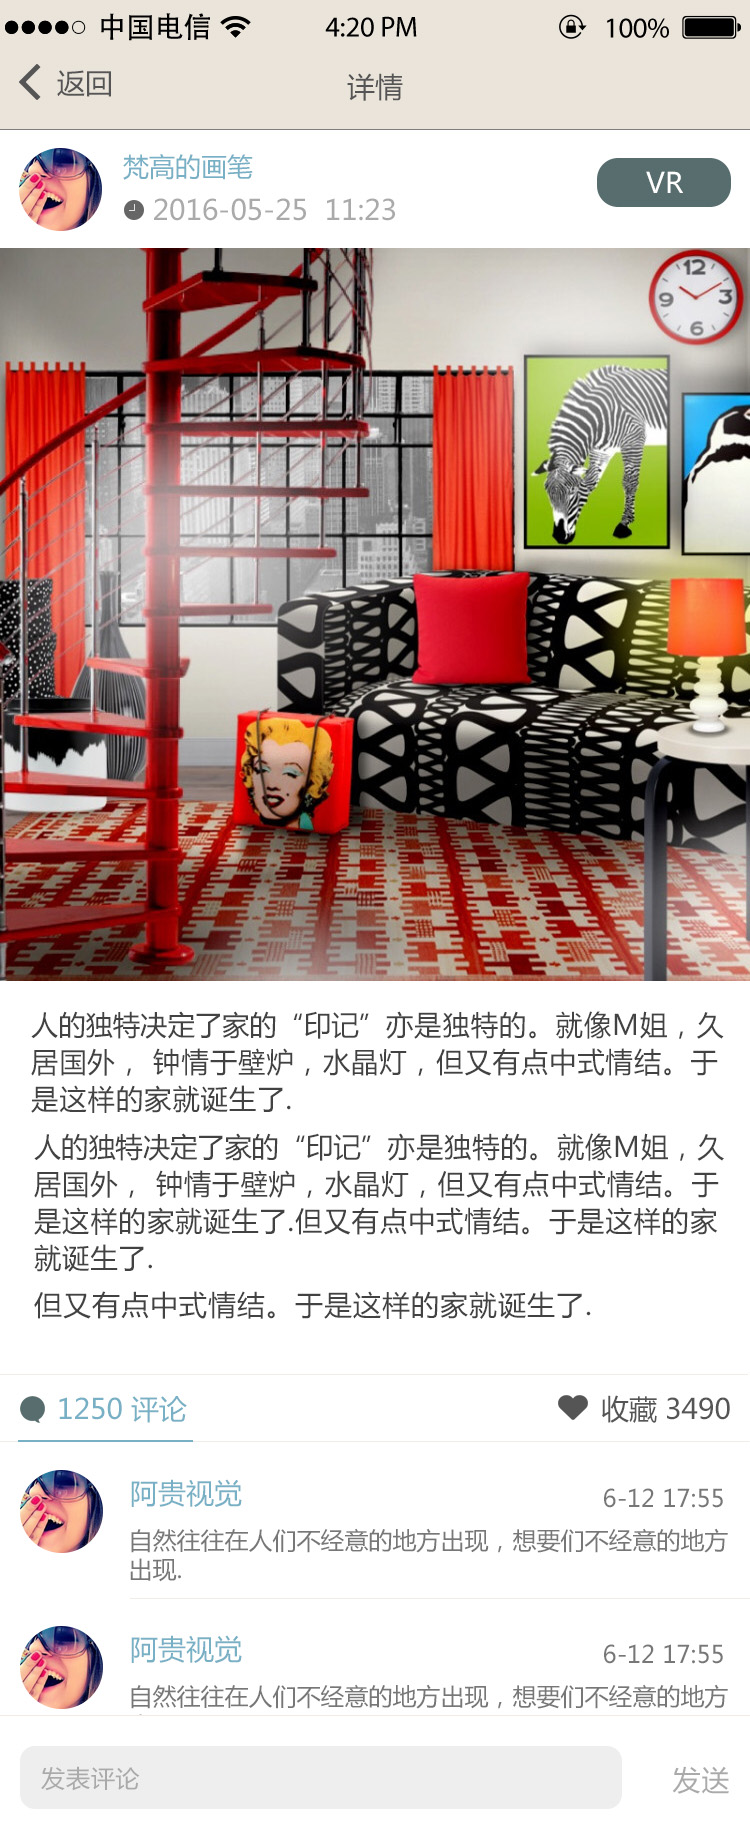 中国电信 4:20 PM 100%
返回 详情
梵高的画笔
VR
2016-05-25 11:23
12
9 3
6
人的独特决定了家的“印记”亦是独特的。就像M姐，久
居国外， 钟情于壁炉，水晶灯，但又有点中式情结。于
是这样的家就诞生了.
人的独特决定了家的“印记”亦是独特的。就像M姐，久
居国外， 钟情于壁炉，水晶灯，但又有点中式情结。于
是这样的家就诞生了.但又有点中式情结。于是这样的家
就诞生了.
但又有点中式情结。于是这样的家就诞生了.
1250 评论 收藏 3490
阿贵视觉 6-12 17:55
自然往往在人们不经意的地方出现，想要们不经意的地方
出现.
阿贵视觉 6-12 17:55
自然往往在人们不经意的地方出现，想要们不经意的地方
发表评论 发送